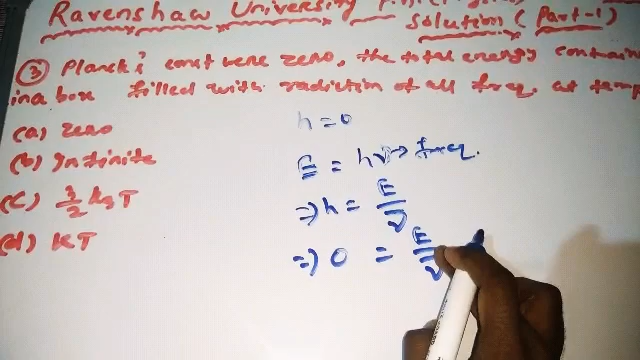 Ravenshaw University
Solution (Part-1)
③ Planck's const were zero, the total energy contain
in a box filled with radiation of all freq. at temp
(a) zero
(b) Infinite
(c) 3/2 kBT
(d) KT
h = 0
E = hν → freq.
⇒ h = E/ν
⇒ 0 = E/ν